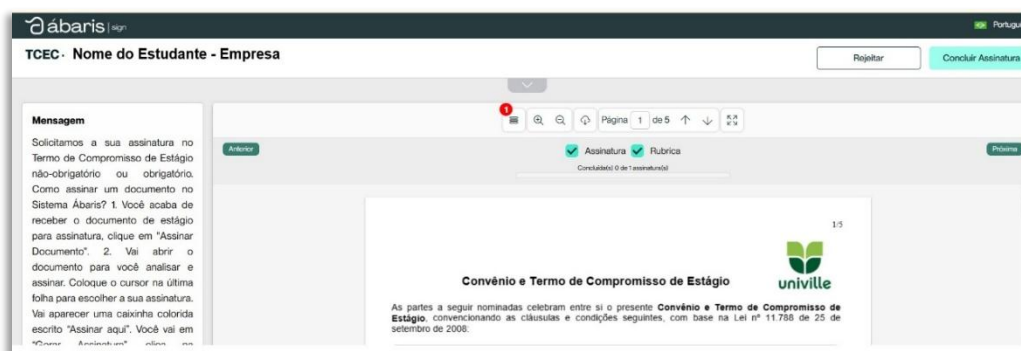 ábaris | sign
Portugu
TCEC · Nome do Estudante - Empresa
Rejeitar
Concluir Assinatura
Mensagem
Solicitamos a sua assinatura no
Termo de Compromisso de Estágio
não-obrigatório ou obrigatório.
Como assinar um documento no
Sistema Ábaris? 1. Você acaba de
receber o documento de estágio
para assinatura, clique em "Assinar
Documento". 2. Vai abrir o
documento para você analisar e
assinar. Coloque o cursor na última
folha para escolher a sua assinatura.
Vai aparecer uma caixinha colorida
escrito "Assinar aqui". Você vai em
"Gerar Assinatura", clica na
1
Página 1 de 5
Anterior
Assinatura Rubrica
Próxima
Concluída(s) 0 de 1 assinatura(s)
1/5
univille
Convênio e Termo de Compromisso de Estágio
As partes a seguir nominadas celebram entre si o presente Convênio e Termo de Compromisso de
Estágio, convencionando as cláusulas e condições seguintes, com base na Lei nº 11.788 de 25 de
setembro de 2008: